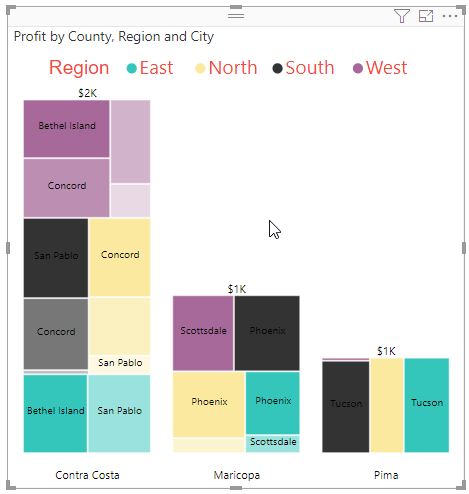 Profit by County, Region and City
Region East North South West
$2K
Bethel Island
Concord
San Pablo Concord
Concord
San Pablo
Bethel Island San Pablo
$1K
Scottsdale Phoenix
Phoenix Phoenix
Scottsdale
$1K
Tucson Tucson
Contra Costa Maricopa Pima